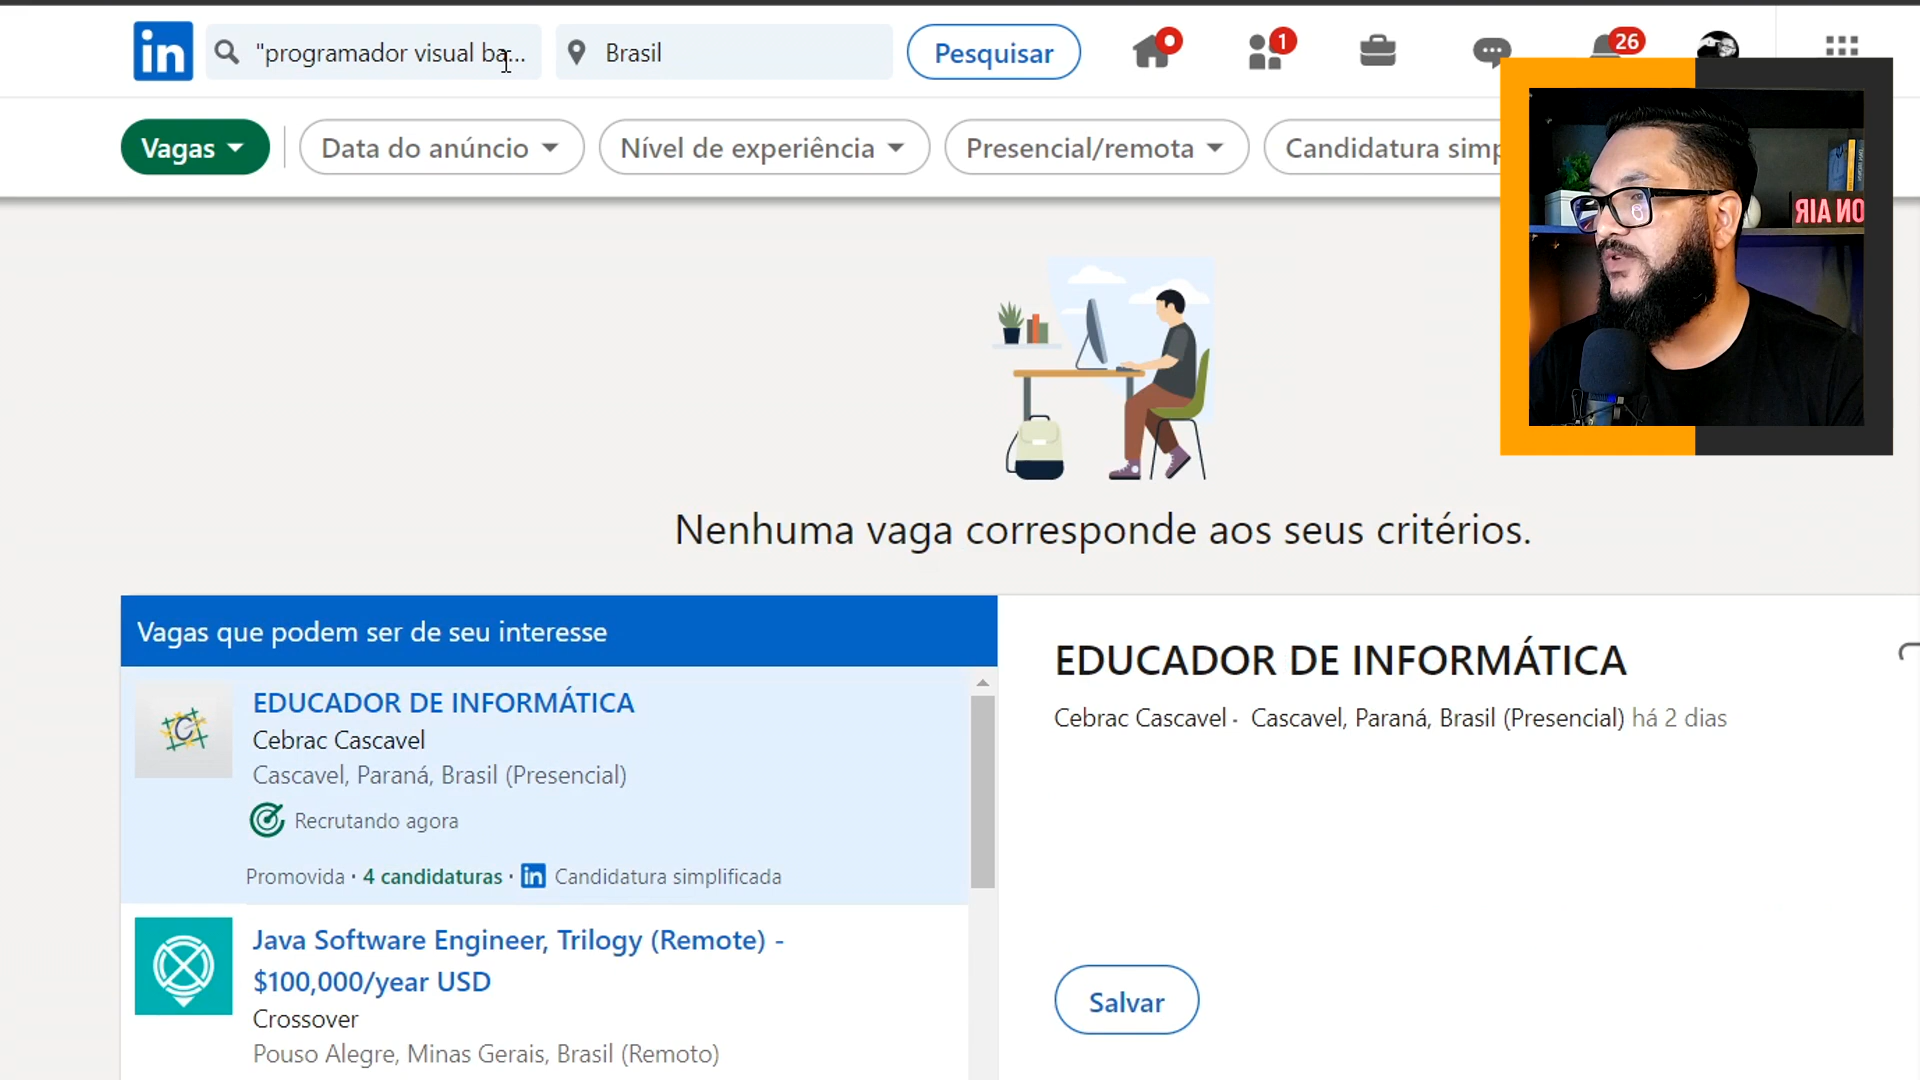 in
"programador visual ba...
Brasil
Pesquisar
1
26
Vagas
Data do anúncio
Nível de experiência
Presencial/remota
Candidatura simp
ON AIR
Nenhuma vaga corresponde aos seus critérios.
Vagas que podem ser de seu interesse
EDUCADOR DE INFORMÁTICA
Cebrac Cascavel
Cascavel, Paraná, Brasil (Presencial)
Recrutando agora
Promovida · 4 candidaturas · in Candidatura simplificada
Java Software Engineer, Trilogy (Remote) -
$100,000/year USD
Crossover
Pouso Alegre, Minas Gerais, Brasil (Remoto)
EDUCADOR DE INFORMÁTICA
Cebrac Cascavel · Cascavel, Paraná, Brasil (Presencial) há 2 dias
Salvar